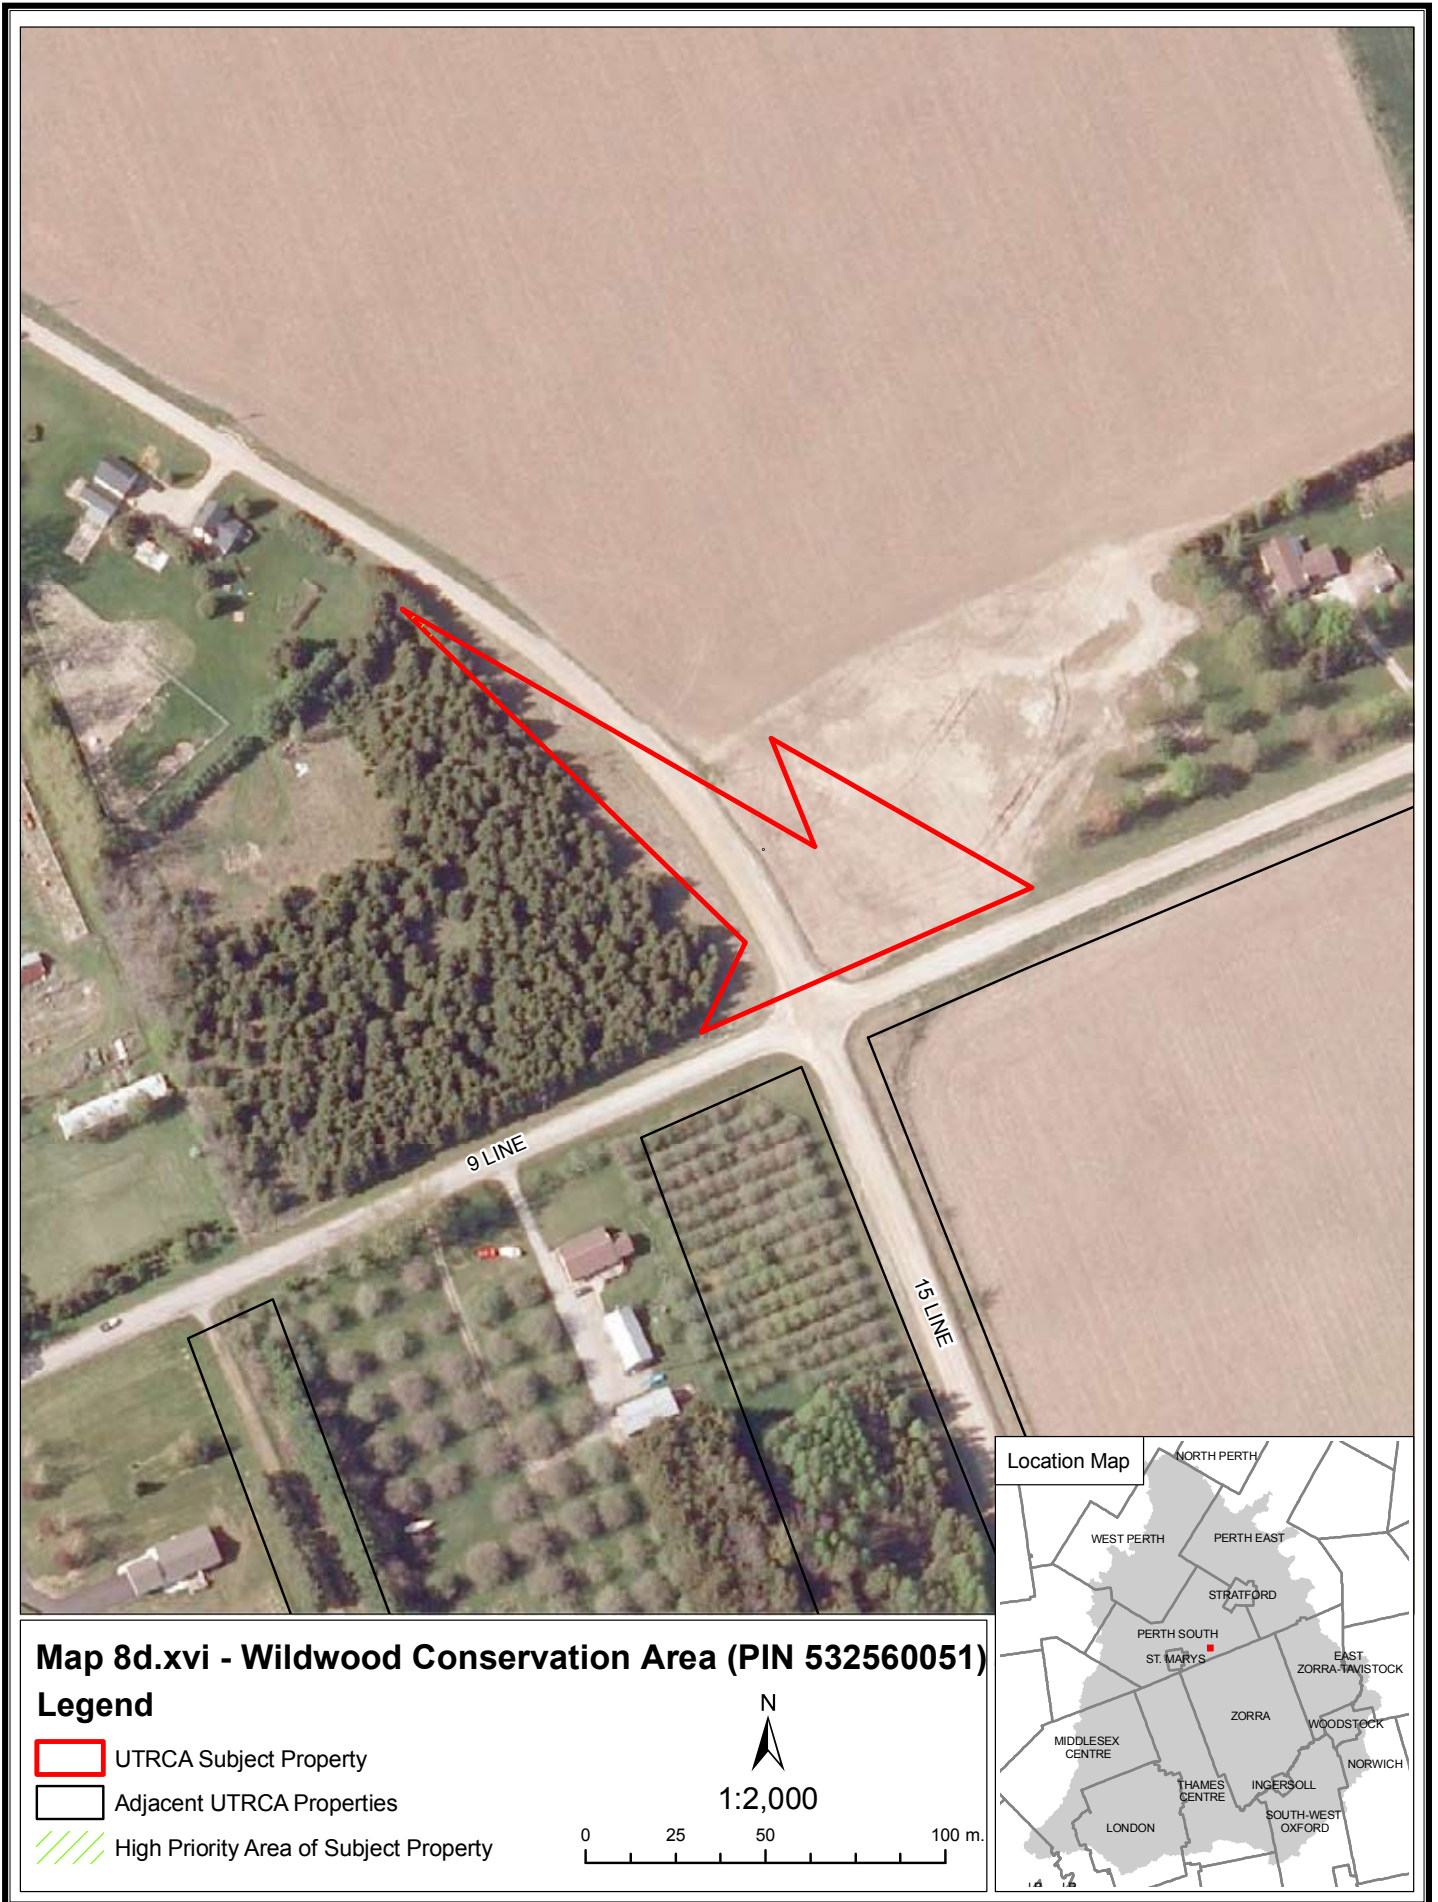 9 LINE
15 LINE
Location Map
NORTH PERTH
WEST PERTH
PERTH EAST
STRATFORD
PERTH SOUTH
ST. MARYS
EAST
ZORRA-TAVISTOCK
ZORRA
WOODSTOCK
MIDDLESEX
CENTRE
NORWICH
THAMES
CENTRE
INGERSOLL
SOUTH-WEST
OXFORD
LONDON
Map 8d.xvi - Wildwood Conservation Area (PIN 532560051)
Legend
UTRCA Subject Property
Adjacent UTRCA Properties
High Priority Area of Subject Property
N
1:2,000
0 25 50 100 m.